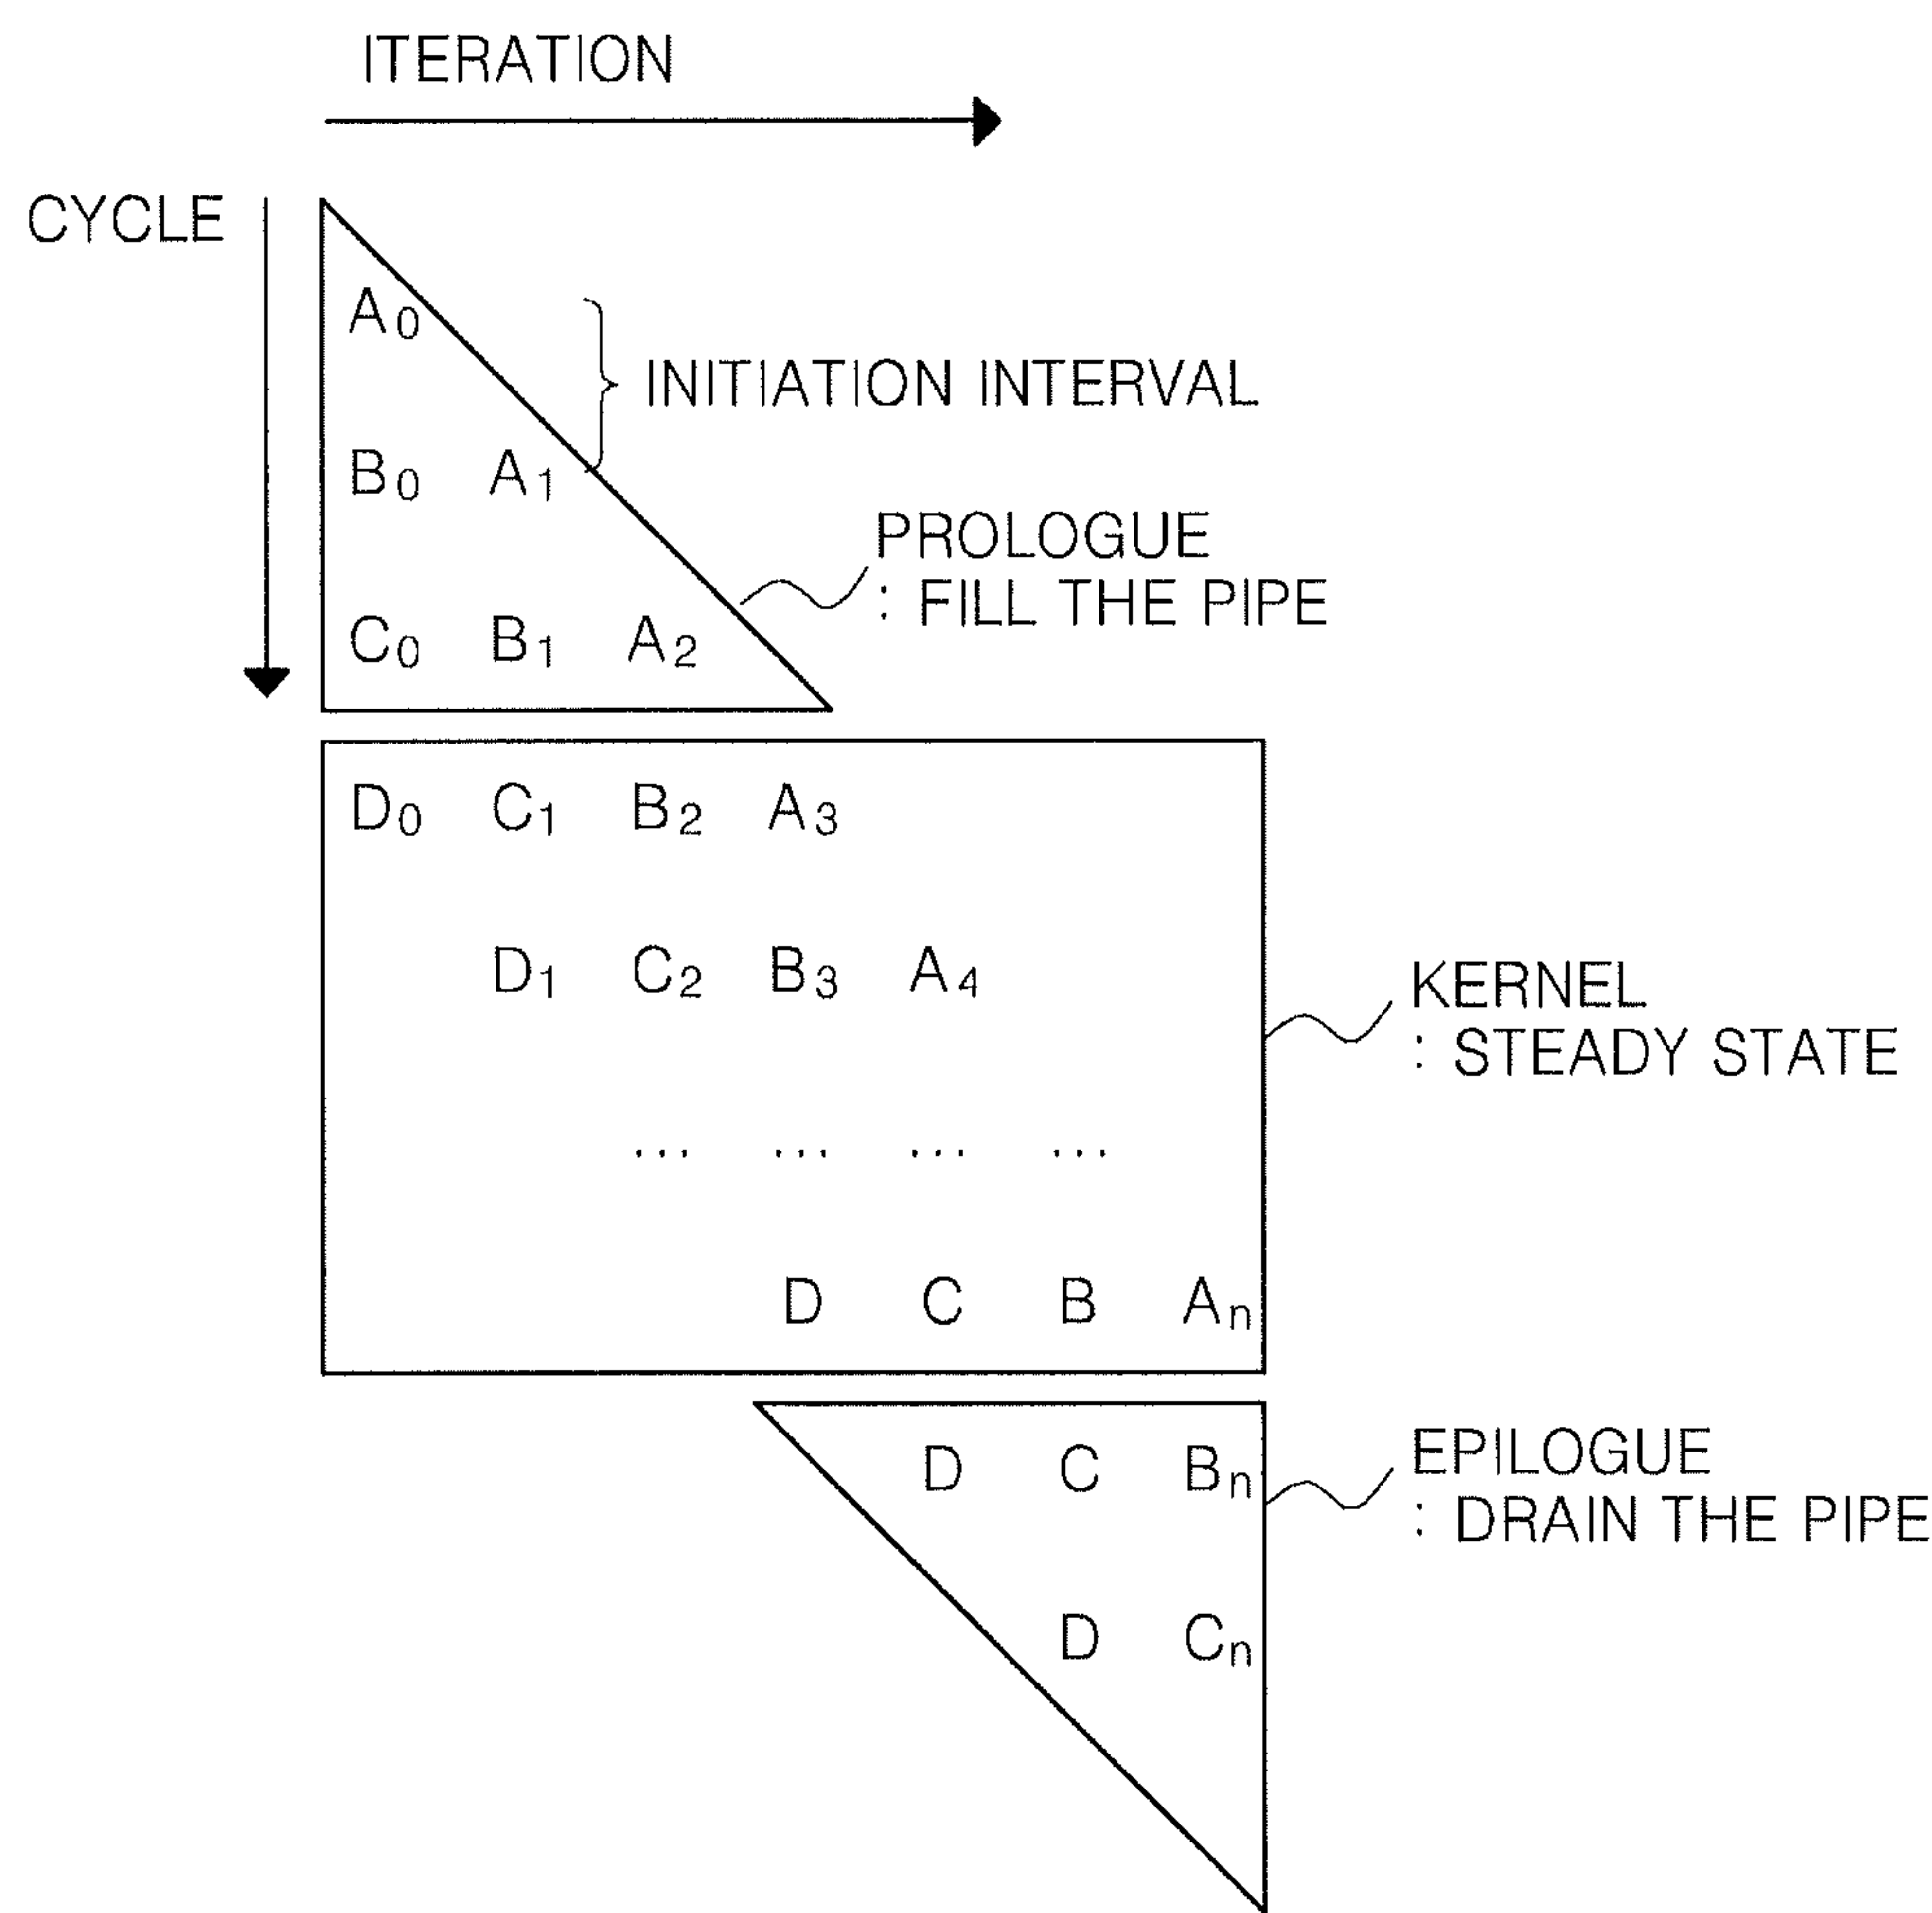 ITERATION
CYCLE
A0
INITIATION INTERVAL
B0 A1
PROLOGUE
: FILL THE PIPE
C0 B1 A2
D0 C1 B2 A3
D1 C2 B3 A4
KERNEL
: STEADY STATE
... ... ... ...
D C B An
D C Bn
EPILOGUE
: DRAIN THE PIPE
D Cn